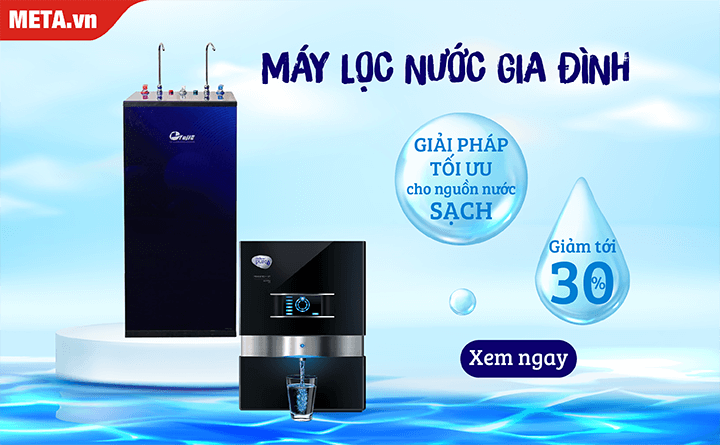 META.vn
MÁY LỌC NƯỚC GIA ĐÌNH
GIẢI PHÁP
TỐI ƯU
cho nguồn nước
SẠCH
Giảm tới
30%
Xem ngay